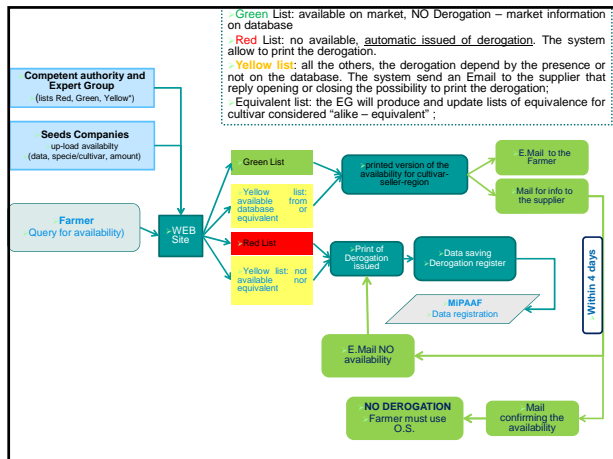 Green List: available on market, NO Derogation – market information
on database
Red List: no available, automatic issued of derogation. The system
allow to print the derogation.
Yellow list: all the others, the derogation depend by the presence or
not on the database. The system send an Email to the supplier that
reply opening or closing the possibility to print the derogation;
Equivalent list: the EG will produce and update lists of equivalence for
cultivar considered "alike – equivalent" ;
Competent authority and
Expert Group
(lists Red, Green, Yellow*)
Seeds Companies
up-load availabilty
(data, specie/cultivar, amount)
Farmer
Query for availability)
WEB
Site
Green List
Yellow list:
available from
database or
equivalent
Red List
Yellow list: not
available nor
equivalent
printed version of the
availability for cultivar-
seller-region
E.Mail to the
Farmer
Mail for info to
the supplier
Print of
Derogation
issued
Data saving
Derogation register
MiPAAF
Data registration
Within 4 days
E.Mail NO
availability
NO DEROGATION
Farmer must use
O.S.
Mail
confirming the
availability